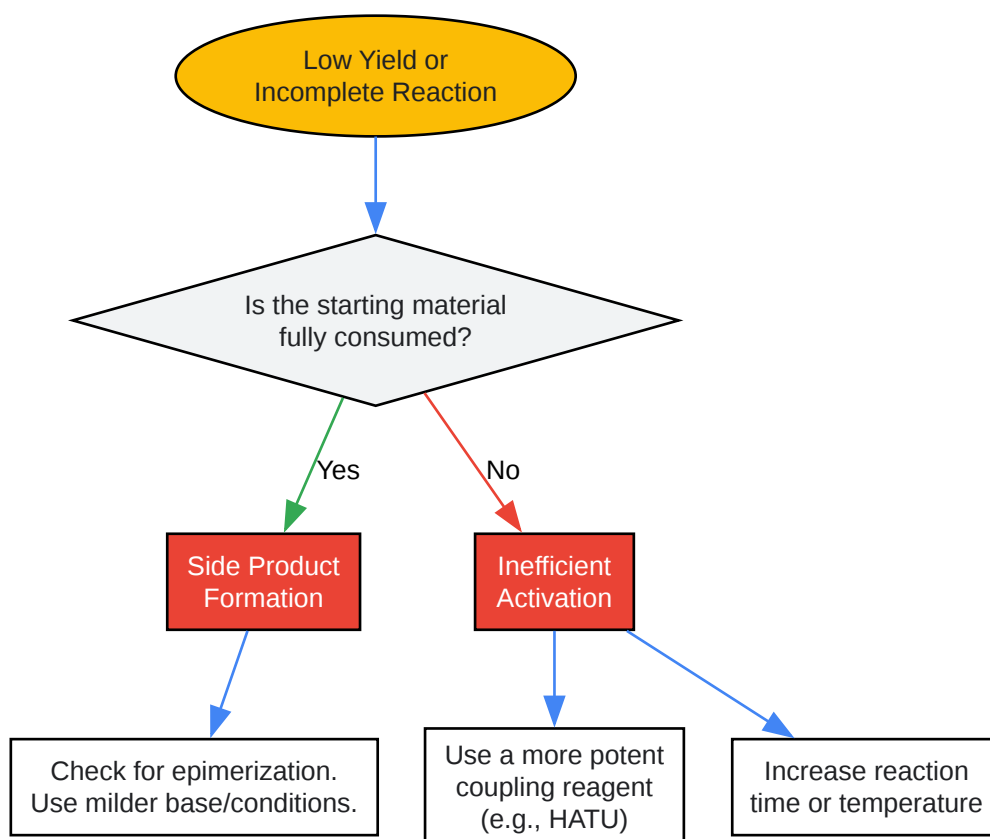 Low Yield or
Incomplete Reaction
Is the starting material
fully consumed?
Yes
No
Side Product
Formation
Inefficient
Activation
Check for epimerization.
Use milder base/conditions.
Use a more potent
coupling reagent
(e.g., HATU)
Increase reaction
time or temperature